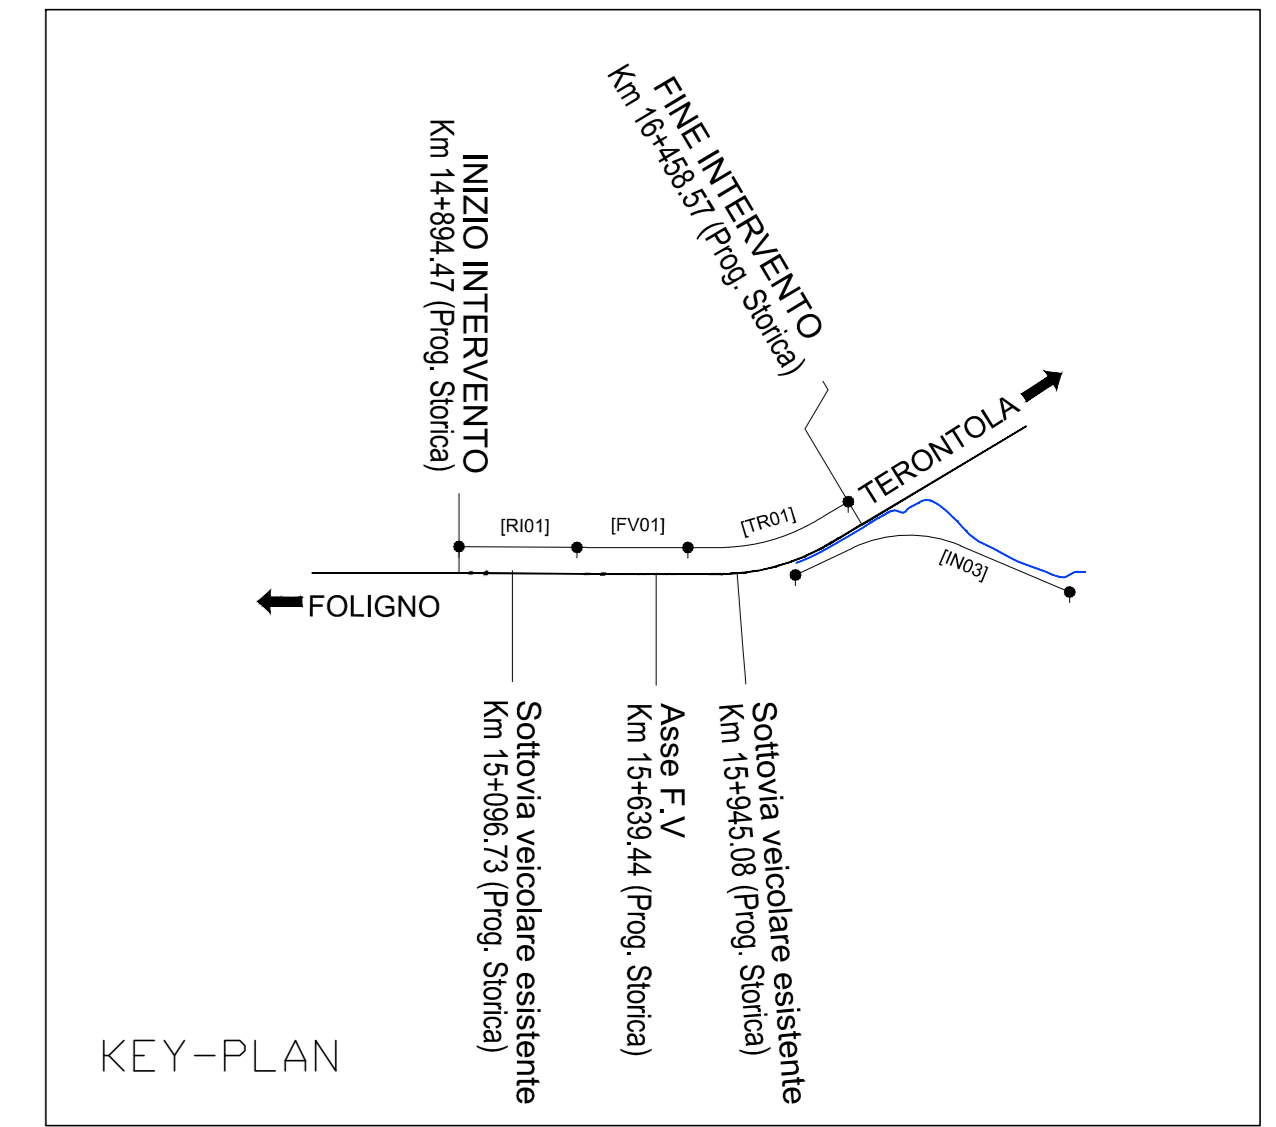 FINE INTERVENTO
Km 16+458.57 (Prog. Storica)
INIZIO INTERVENTO
Km 14+894.47 (Prog. Storica)
TERONTOLA
[RI01]
[FV01]
[TR01]
[IN03]
FOLIGNO
Sottovia veicolare esistente
Km 15+096.73 (Prog. Storica)
Asse F.V
Km 15+639.44 (Prog. Storica)
Sottovia veicolare esistente
Km 15+945.08 (Prog. Storica)
KEY-PLAN